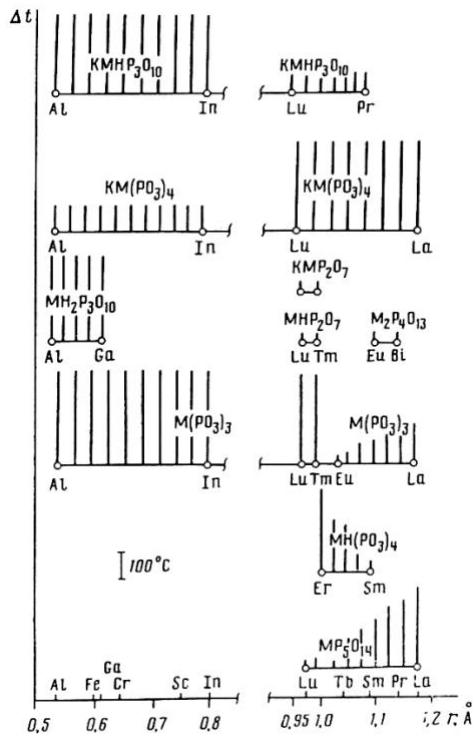 Δt
KMHP₃O₁₀ KMHP₃O₁₀
Al In Lu Pr
KM(PO₃)₄ KM(PO₃)₄
Al In Lu La
KMP₂O₇
MH₂P₃O₁₀ MHP₂O₇ M₂P₄O₁₃
Al Ga Lu Tm Eu Bi
M(PO₃)₃ M(PO₃)₃
Al In Lu Tm Eu La
100°C
MH(PO₃)₄
Er Sm
MP₅O₁₄
Ga
Al Fe Cr Sc In Lu Tb Sm Pr La
0,5 0,6 0,7 0,8 0,95 1,0 1,1 1,2 r, Å